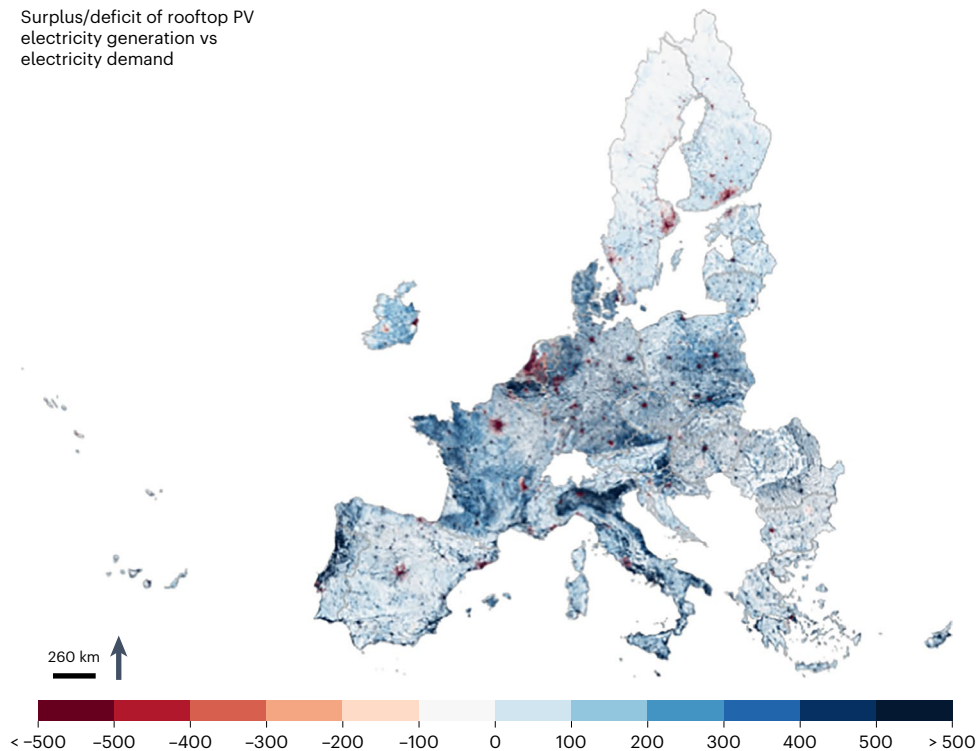 Surplus/deficit of rooftop PV
electricity generation vs
electricity demand
260 km
< −500 −500 −400 −300 −200 −100 0 100 200 300 400 500 > 500